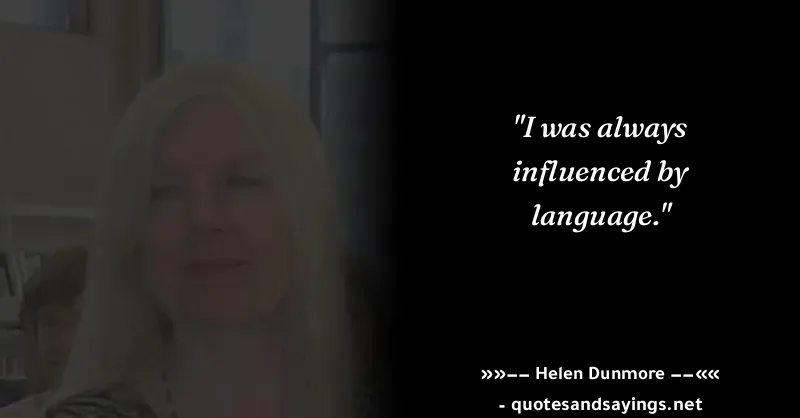 "I was always
influenced by
language."
»»–– Helen Dunmore ––««
- quotesandsayings.net